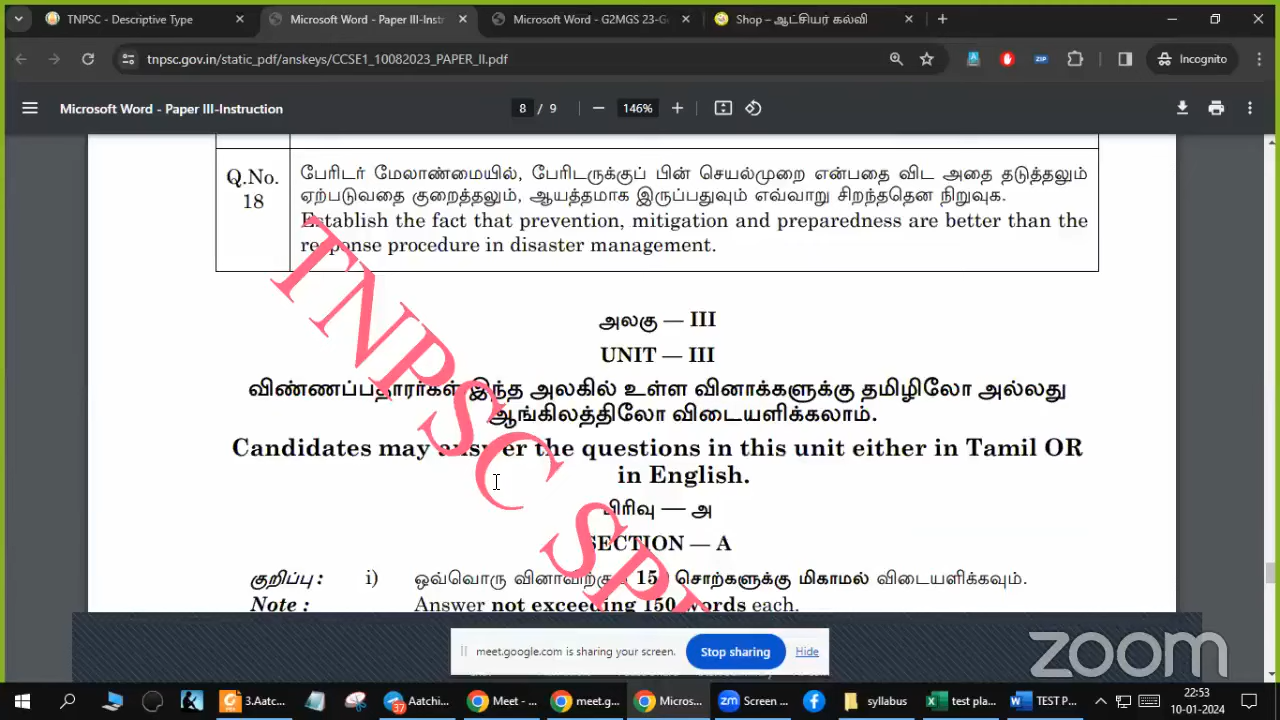 TNPSC - Descriptive Type
Microsoft Word - Paper III-Instr
Microsoft Word - G2MGS 23-Ge
Shop – ஆட்சியர் கல்வி
tnpsc.gov.in/static_pdf/anskeys/CCSE1_10082023_PAPER_II.pdf
ZIP
Incognito
Microsoft Word - Paper III-Instruction
8 / 9
146%
Q.No. 18
பேரிடர் மேலாண்மையில், பேரிடருக்குப் பின் செயல்முறை என்பதை விட அதை தடுத்தலும்
ஏற்படுவதை குறைத்தலும், ஆயத்தமாக இருப்பதுவும் எவ்வாறு சிறந்ததென நிறுவுக.
Establish the fact that prevention, mitigation and preparedness are better than the
response procedure in disaster management.
அலகு — III
UNIT — III
விண்ணப்பதாரர்கள் இந்த அலகில் உள்ள வினாக்களுக்கு தமிழிலோ அல்லது
ஆங்கிலத்திலோ விடையளிக்கலாம்.
Candidates may answer the questions in this unit either in Tamil OR
in English.
பிரிவு — அ
SECTION — A
குறிப்பு : i) ஒவ்வொரு வினாவிற்கும் 150 சொற்களுக்கு மிகாமல் விடையளிக்கவும்.
Note : Answer not exceeding 150 words each.
TNPSC
meet.google.com is sharing your screen.
Stop sharing
Hide
zoom
3.Aatc...
37
Aatchi...
Meet - ...
meet.g...
Micros...
zm
Screen ...
syllabus
test pla...
TEST P...
22:53
10-01-2024